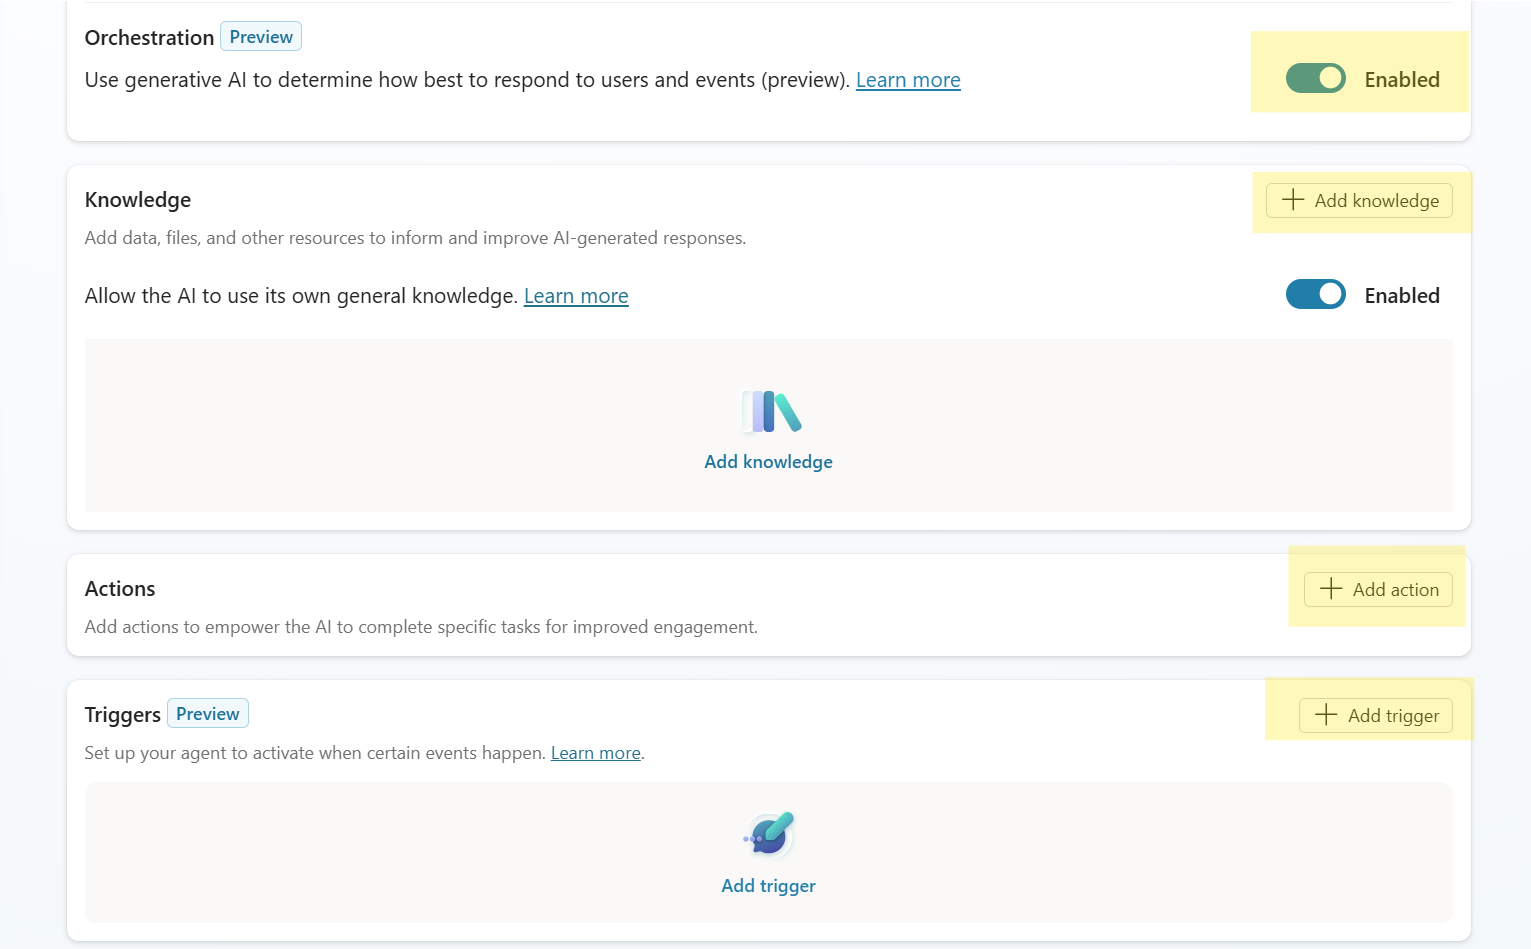 Orchestration Preview
Use generative AI to determine how best to respond to users and events (preview). Learn more
Enabled
Knowledge
Add knowledge
Add data, files, and other resources to inform and improve AI-generated responses.
Allow the AI to use its own general knowledge. Learn more
Enabled
Add knowledge
Actions
Add action
Add actions to empower the AI to complete specific tasks for improved engagement.
Triggers Preview
Add trigger
Set up your agent to activate when certain events happen. Learn more.
Add trigger